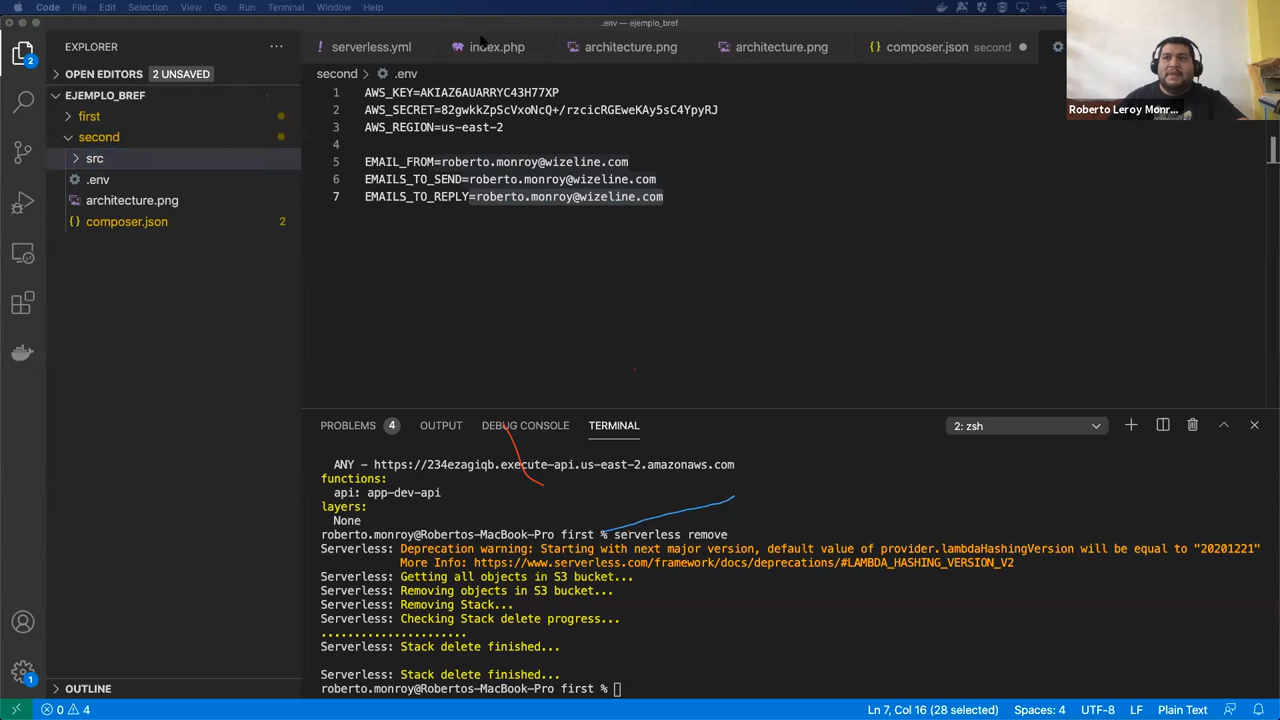 Code File Edit Selection View Go Run Terminal Window Help
.env — ejemplo_bref
EXPLORER
serverless.yml
index.php
architecture.png
architecture.png
composer.json second
OPEN EDITORS 2 UNSAVED
EJEMPLO_BREF
first
second
src
.env
architecture.png
composer.json 2
OUTLINE
second > .env
1 AWS_KEY=AKIAZ6AUARRYC43H77XP
2 AWS_SECRET=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
3 AWS_REGION=us-east-2
4
5 EMAIL_FROM=roberto.monroy@wizeline.com
6 EMAILS_TO_SEND=roberto.monroy@wizeline.com
7 EMAILS_TO_REPLY=roberto.monroy@wizeline.com
Roberto Leroy Monr...
PROBLEMS 4 OUTPUT DEBUG CONSOLE TERMINAL
2: zsh
ANY - https://234ezagiqb.execute-api.us-east-2.amazonaws.com
functions:
api: app-dev-api
layers:
None
roberto.monroy@Robertos-MacBook-Pro first % serverless remove
Serverless: Deprecation warning: Starting with next major version, default value of provider.lambdaHashingVersion will be equal to "20201221"
More Info: https://www.serverless.com/framework/docs/deprecations/#LAMBDA_HASHING_VERSION_V2
Serverless: Getting all objects in S3 bucket...
Serverless: Removing objects in S3 bucket...
Serverless: Removing Stack...
Serverless: Checking Stack delete progress...
......................
Serverless: Stack delete finished...
Serverless: Stack delete finished...
roberto.monroy@Robertos-MacBook-Pro first %
2
1
0 4
Ln 7, Col 16 (28 selected) Spaces: 4 UTF-8 LF Plain Text